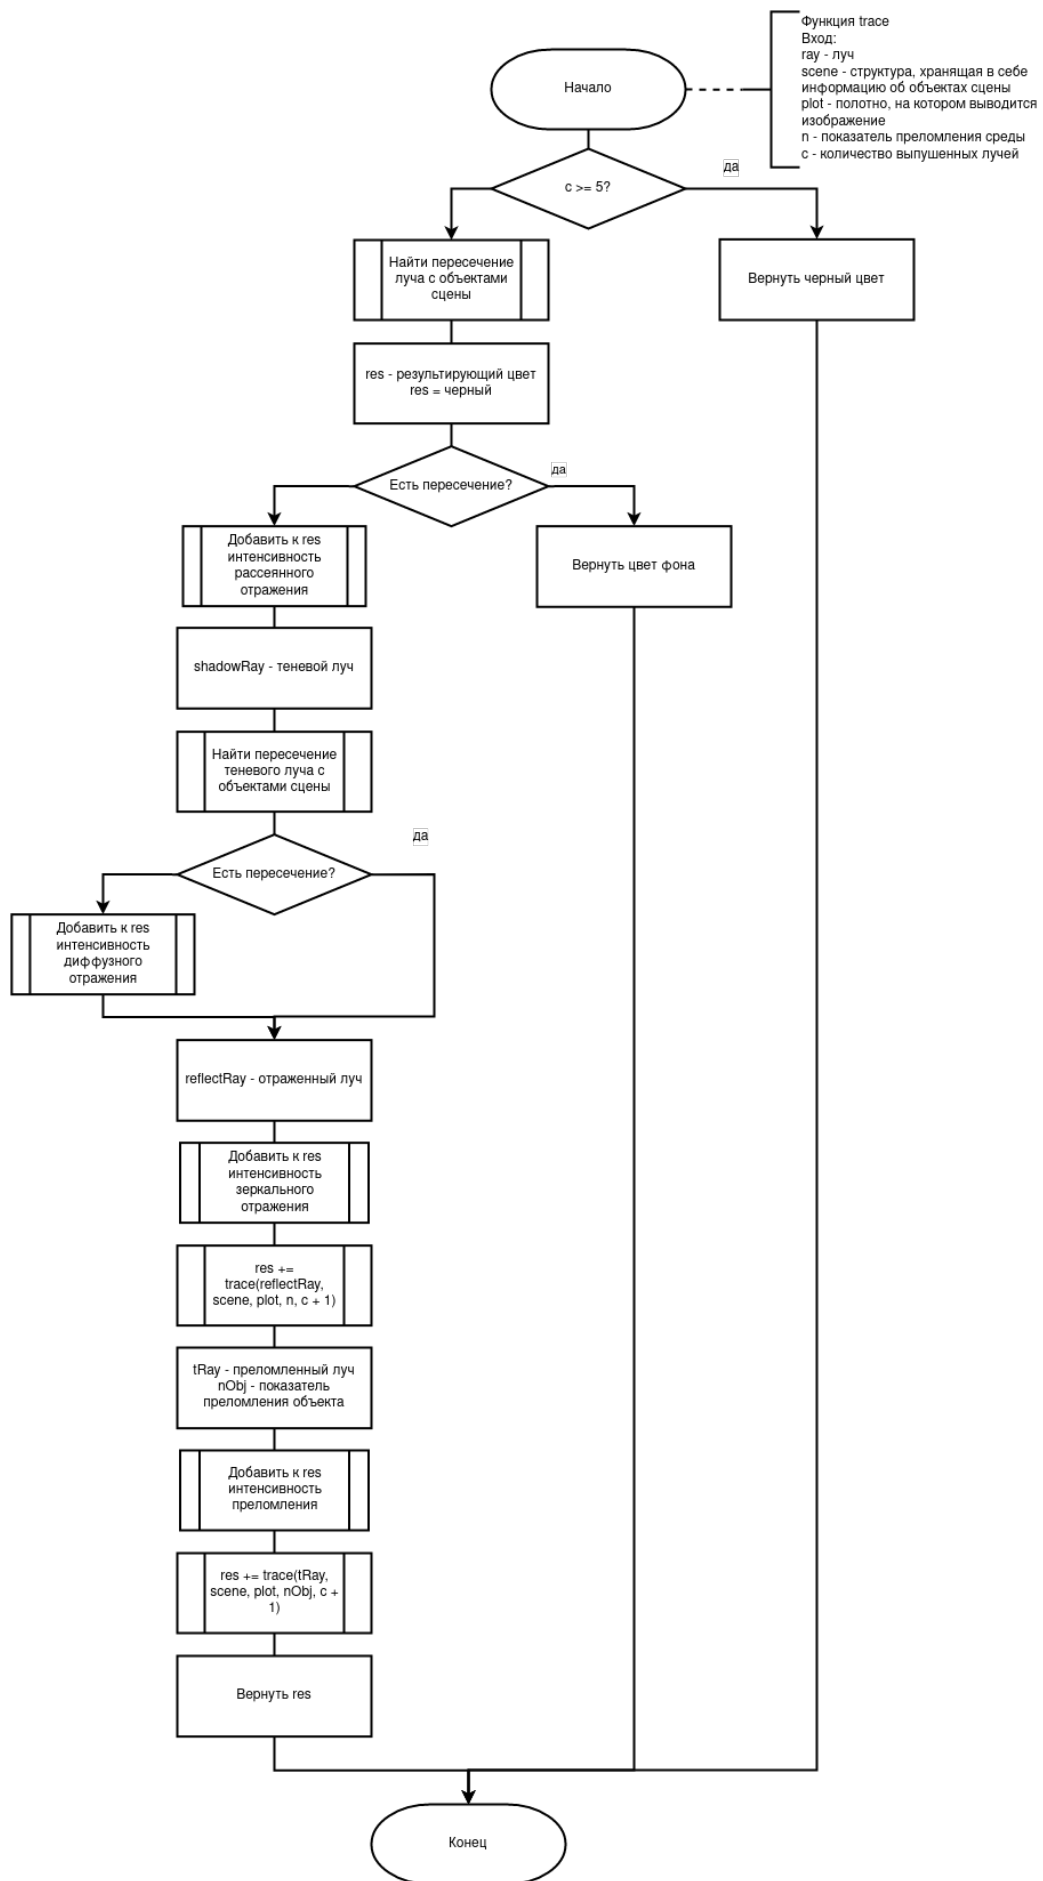 Функция trace
Вход:
ray - луч
scene - структура, хранящая в себе
информацию об объектах сцены
plot - полотно, на котором выводится
изображение
n - показатель преломления среды
c - количество выпушенных лучей
Начало
c >= 5?
да
Найти пересечение
луча с объектами
сцены
Вернуть черный цвет
res - результирующий цвет
res = черный
Есть пересечение?
да
Добавить к res
интенсивность
рассеянного
отражения
Вернуть цвет фона
shadowRay - теневой луч
Найти пересечение
теневого луча с
объектами сцены
да
Есть пересечение?
Добавить к res
интенсивность
диффузного
отражения
reflectRay - отраженный луч
Добавить к res
интенсивность
зеркального
отражения
res +=
trace(reflectRay,
scene, plot, n, c + 1)
tRay - преломленный луч
nObj - показатель
преломления объекта
Добавить к res
интенсивность
преломления
res += trace(tRay,
scene, plot, nObj, c +
1)
Вернуть res
Конец